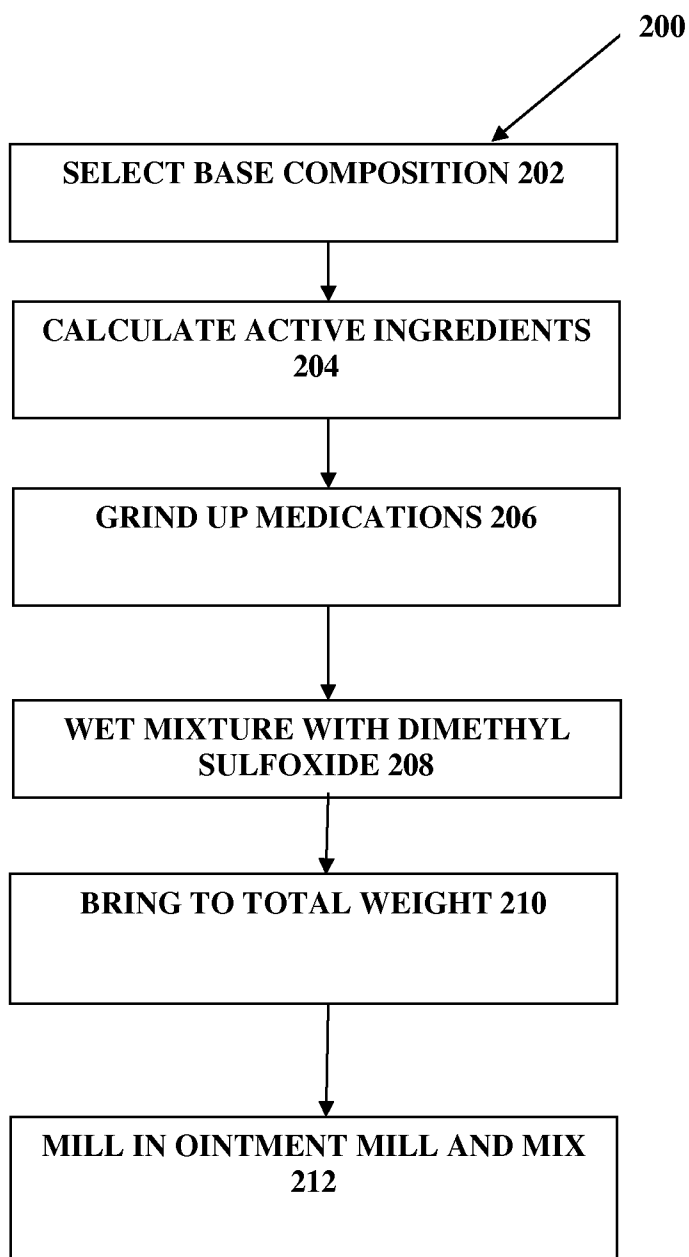 200
SELECT BASE COMPOSITION 202
CALCULATE ACTIVE INGREDIENTS
204
GRIND UP MEDICATIONS 206
WET MIXTURE WITH DIMETHYL
SULFOXIDE 208
BRING TO TOTAL WEIGHT 210
MILL IN OINTMENT MILL AND MIX
212